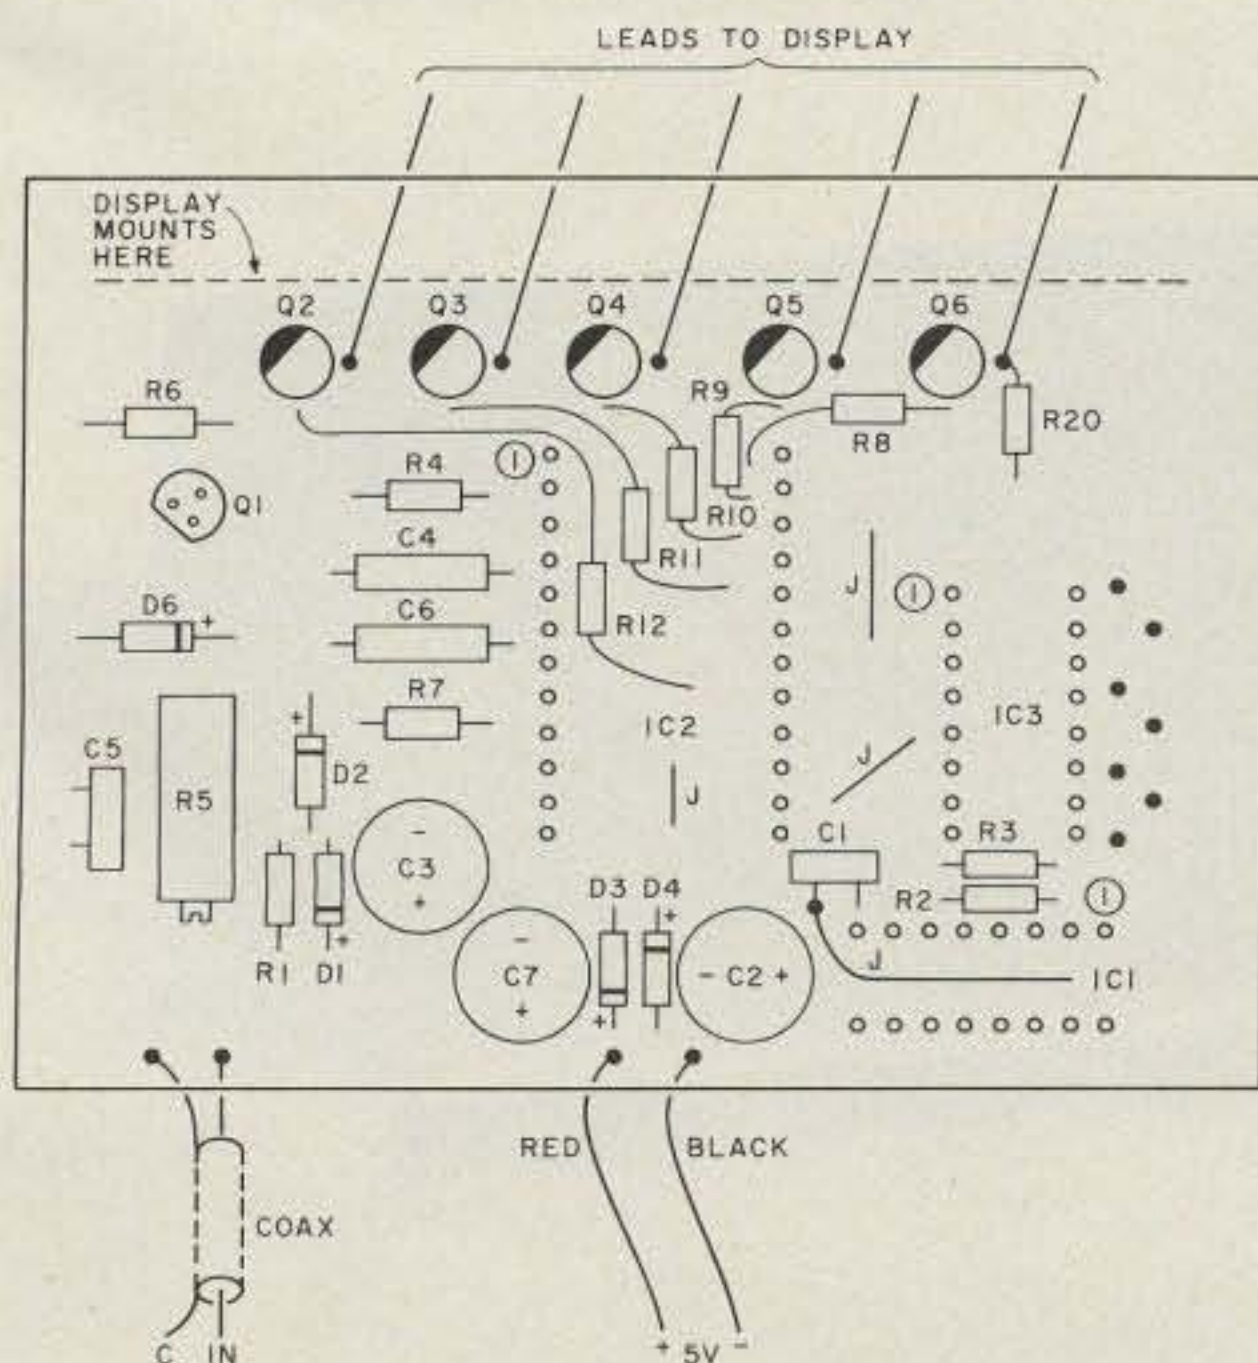 LEADS TO DISPLAY
DISPLAY
MOUNTS
HERE
Q2
Q3
Q4
Q5
Q6
R6
R9
R8
R20
R4
1
Q1
R10
C4
R11
J
1
D6
C6
R12
R7
IC2
IC3
C5
D2
J
J
R5
C1
R3
- C3 +
D3
D4
R2
1
R1
D1
- C7 +
- C2 +
J
IC1
+
+
+
+
+
RED
BLACK
COAX
C
IN
+ 5V -